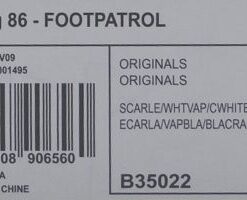 86 - FOOTPATROL
V09
001495
ORIGINALS
ORIGINALS
SCARLE/WHTVAP/CWHITE
ECARLA/VAPBLA/BLACRA
08 906560
A
CHINE
B35022